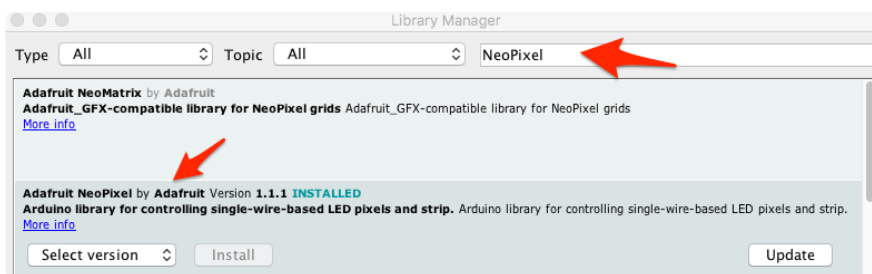 Library Manager
Type All Topic All NeoPixel
Adafruit NeoMatrix by Adafruit
Adafruit_GFX-compatible library for NeoPixel grids Adafruit_GFX-compatible library for NeoPixel grids
More info
Adafruit NeoPixel by Adafruit Version 1.1.1 INSTALLED
Arduino library for controlling single-wire-based LED pixels and strip. Arduino library for controlling single-wire-based LED pixels and strip.
More info
Select version Install Update